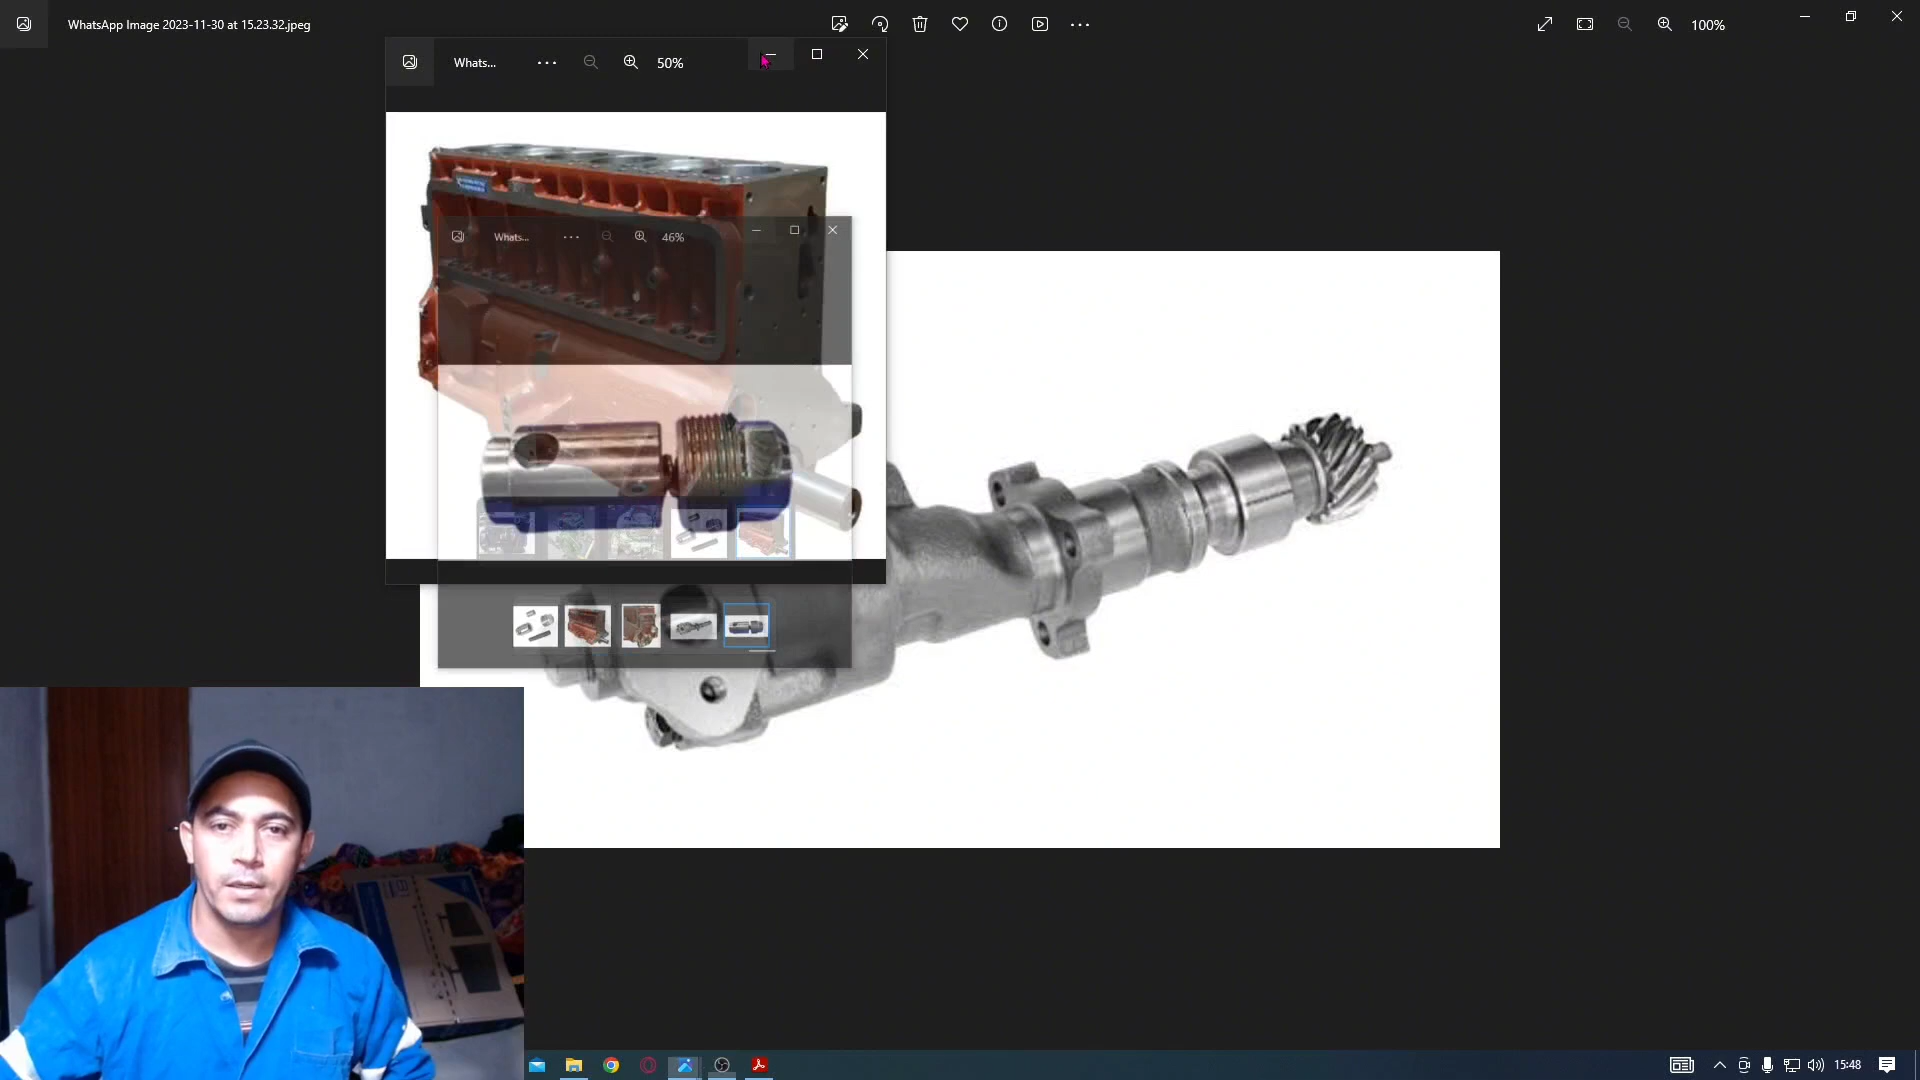 WhatsApp Image 2023-11-30 at 15.23.32.jpeg
100%
Whats...
50%
Whats...
46%
15:48